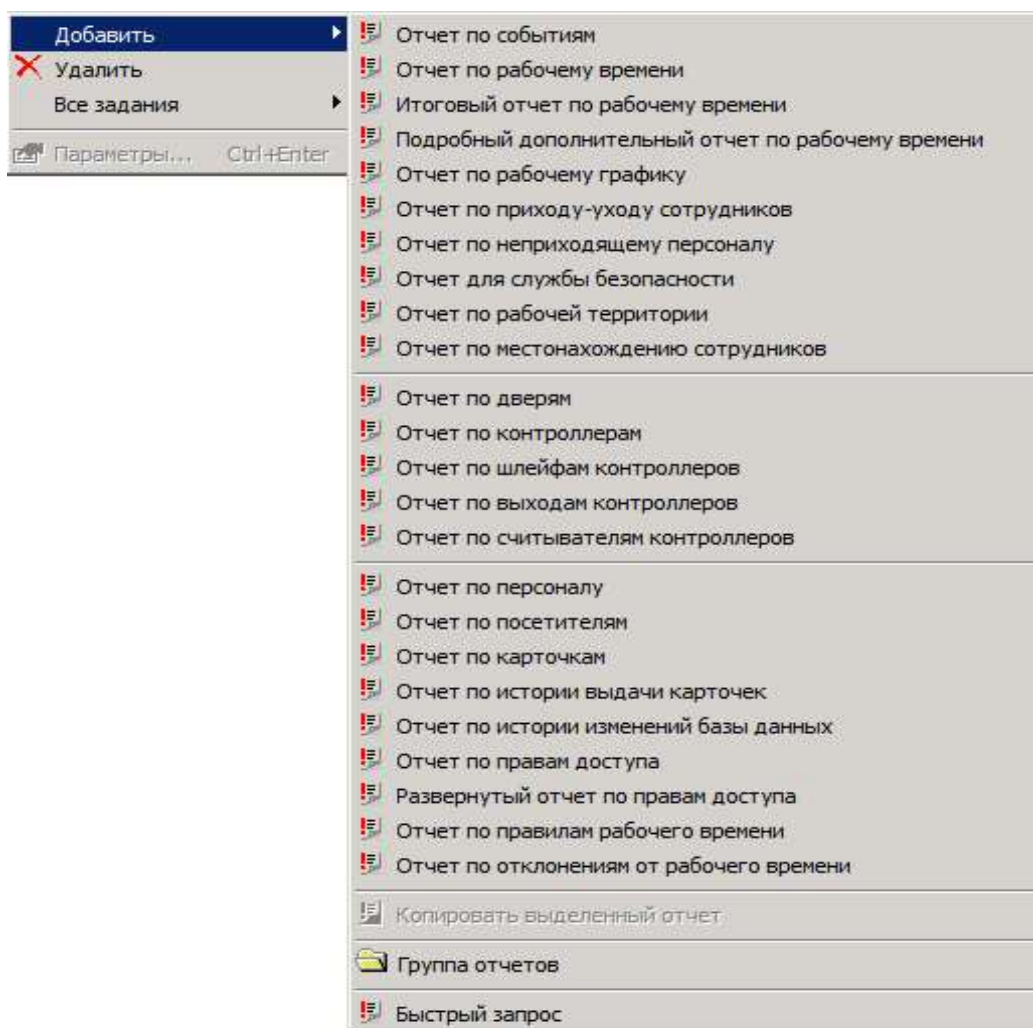 Добавить
Удалить
Все задания
Параметры... Ctrl+Enter
Отчет по событиям
Отчет по рабочему времени
Итоговый отчет по рабочему времени
Подробный дополнительный отчет по рабочему времени
Отчет по рабочему графику
Отчет по приходу-уходу сотрудников
Отчет по неприходящему персоналу
Отчет для службы безопасности
Отчет по рабочей территории
Отчет по местонахождению сотрудников
Отчет по дверям
Отчет по контроллерам
Отчет по шлейфам контроллеров
Отчет по выходам контроллеров
Отчет по считывателям контроллеров
Отчет по персоналу
Отчет по посетителям
Отчет по карточкам
Отчет по истории выдачи карточек
Отчет по истории изменений базы данных
Отчет по правам доступа
Развернутый отчет по правам доступа
Отчет по правилам рабочего времени
Отчет по отклонениям от рабочего времени
Копировать выделенный отчет
Группа отчетов
Быстрый запрос